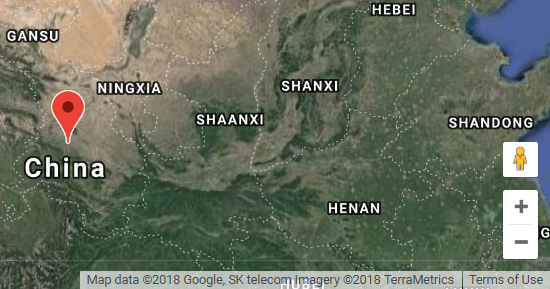 HEBEI
GANSU
NINGXIA
SHANXI
SHAANXI
SHANDONG
China
HENAN
+
G
−
HUBEI
Map data ©2018 Google, SK telecom Imagery ©2018 TerraMetrics
Terms of Use